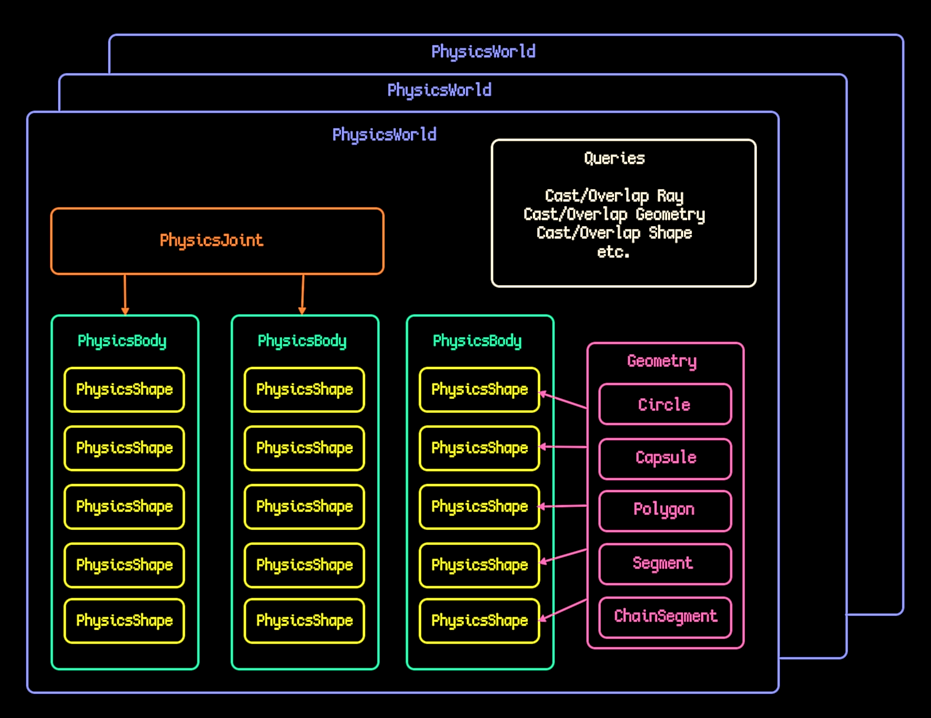 PhysicsWorld
PhysicsWorld
PhysicsWorld
Queries
Cast/Overlap Ray
Cast/Overlap Geometry
Cast/Overlap Shape
etc.
PhysicsJoint
PhysicsBody
PhysicsShape
PhysicsShape
PhysicsShape
PhysicsShape
PhysicsShape
PhysicsBody
PhysicsShape
PhysicsShape
PhysicsShape
PhysicsShape
PhysicsShape
PhysicsBody
PhysicsShape
PhysicsShape
PhysicsShape
PhysicsShape
PhysicsShape
Geometry
Circle
Capsule
Polygon
Segment
ChainSegment